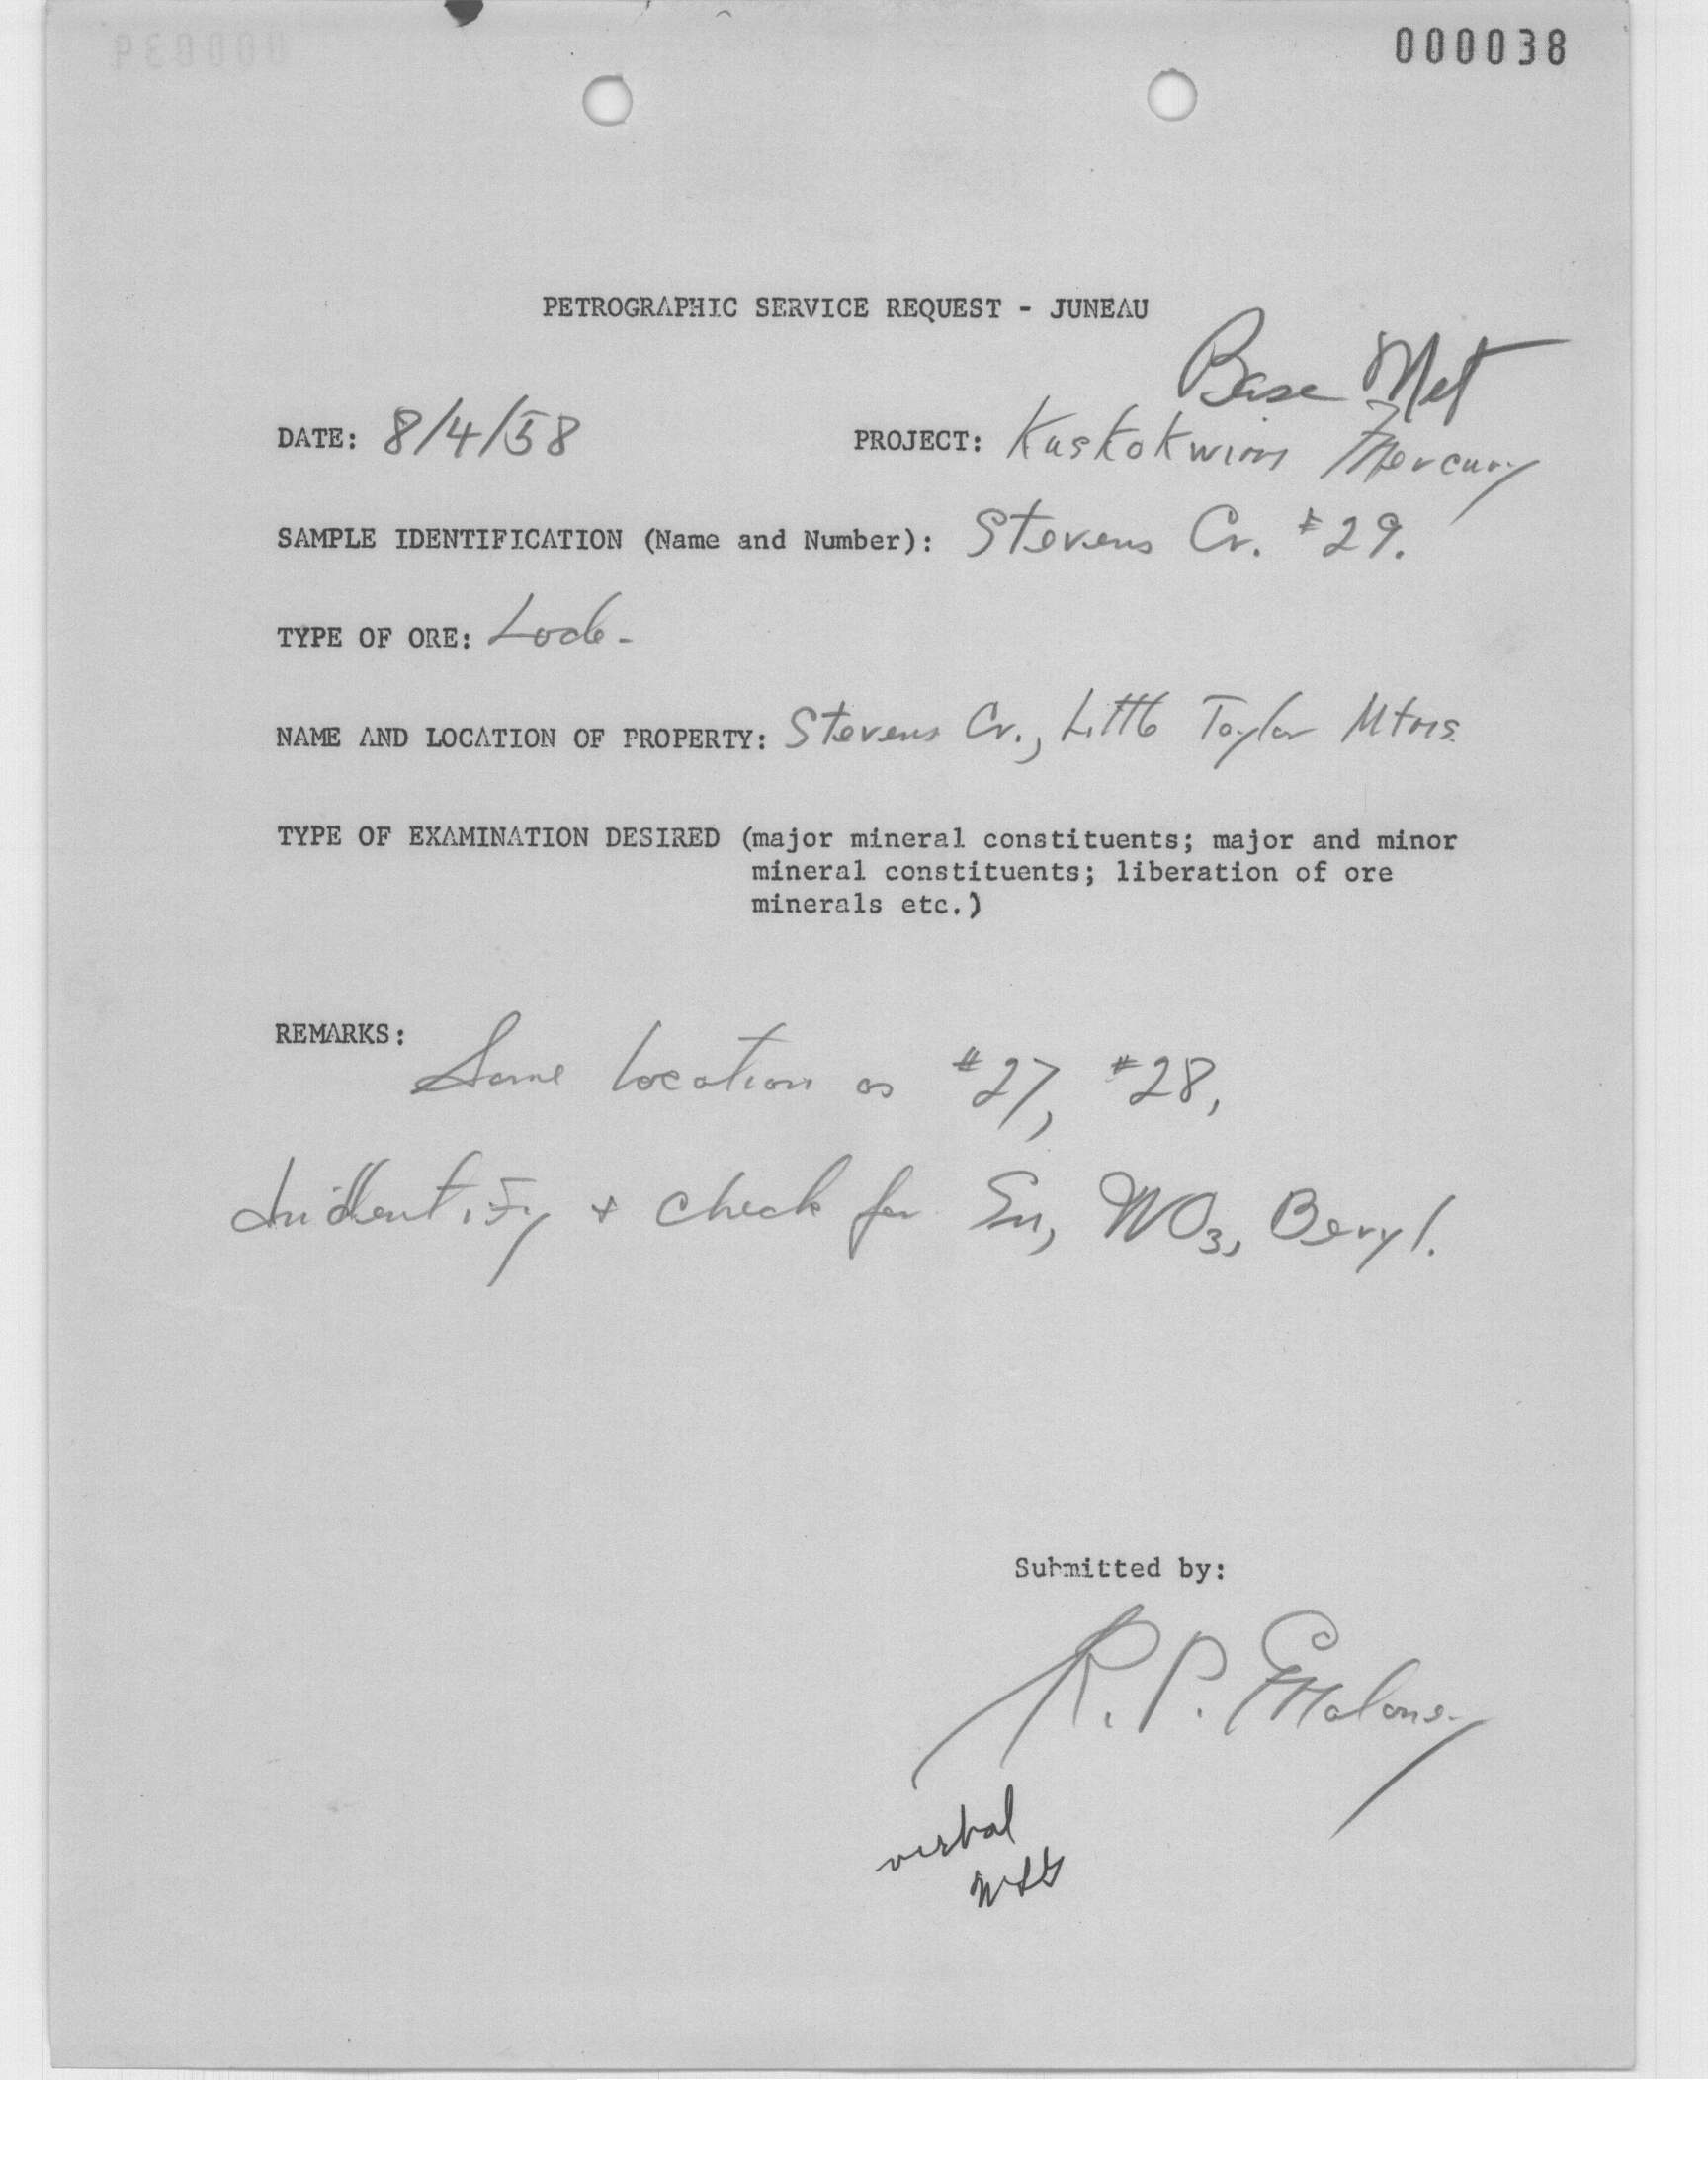 000038
PETROGRAPHIC SERVICE REQUEST - JUNEAU
Base Met
DATE: 8/4/58 PROJECT: Kuskokwim Mercury
SAMPLE IDENTIFICATION (Name and Number): Stevens Cr. #29.
TYPE OF ORE: Lode-
NAME AND LOCATION OF PROPERTY: Stevens Cr., Little Taylor Mtns.
TYPE OF EXAMINATION DESIRED (major mineral constituents; major and minor
mineral constituents; liberation of ore
minerals etc.)
REMARKS:
Same location as #27, #28,
& check for Sn, WO3, Beryl.
Submitted by:
R. P. Maloney
verbal